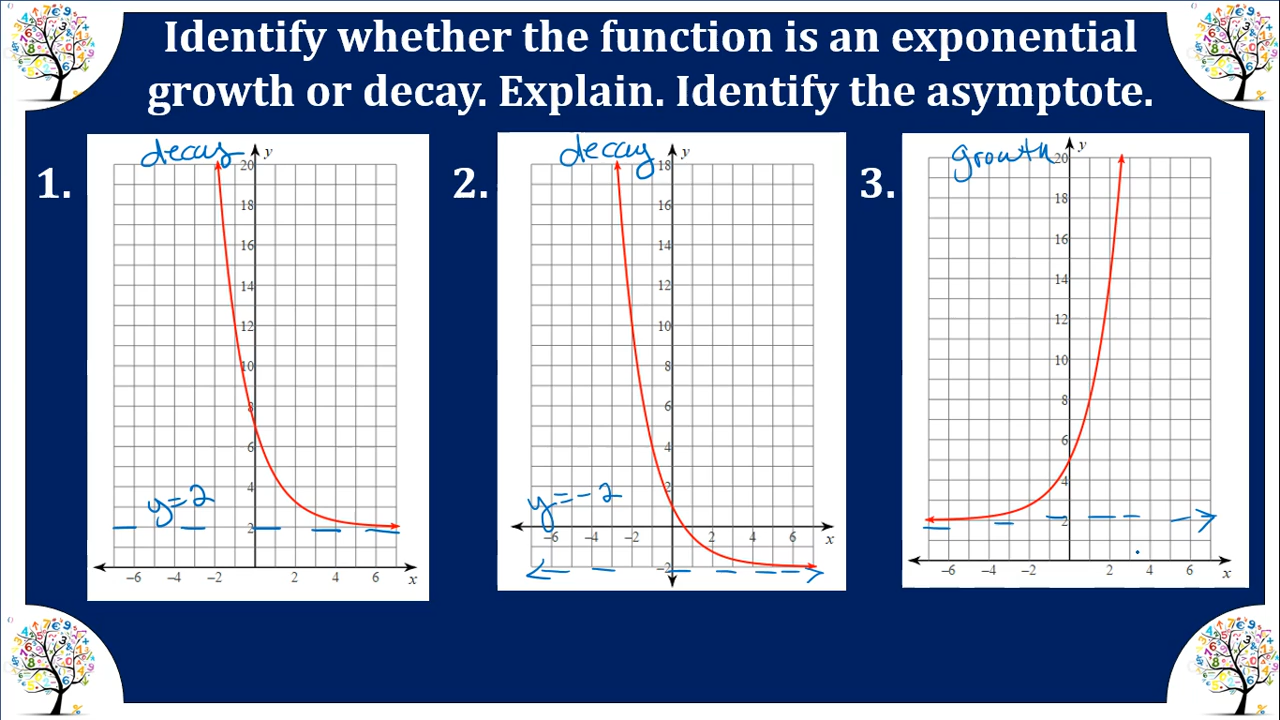 Identify whether the function is an exponential
growth or decay. Explain. Identify the asymptote.
1.
decay
y
20
18
16
14
12
10
8
6
4
2
y=2
−6 −4 −2 2 4 6 x
2.
decay
y
18
16
14
12
10
8
6
4
2
y=-2
−6 −4 −2 2 4 6 x
−2
3.
growth
y
20
18
16
14
12
10
8
6
4
2
−6 −4 −2 2 4 6 x